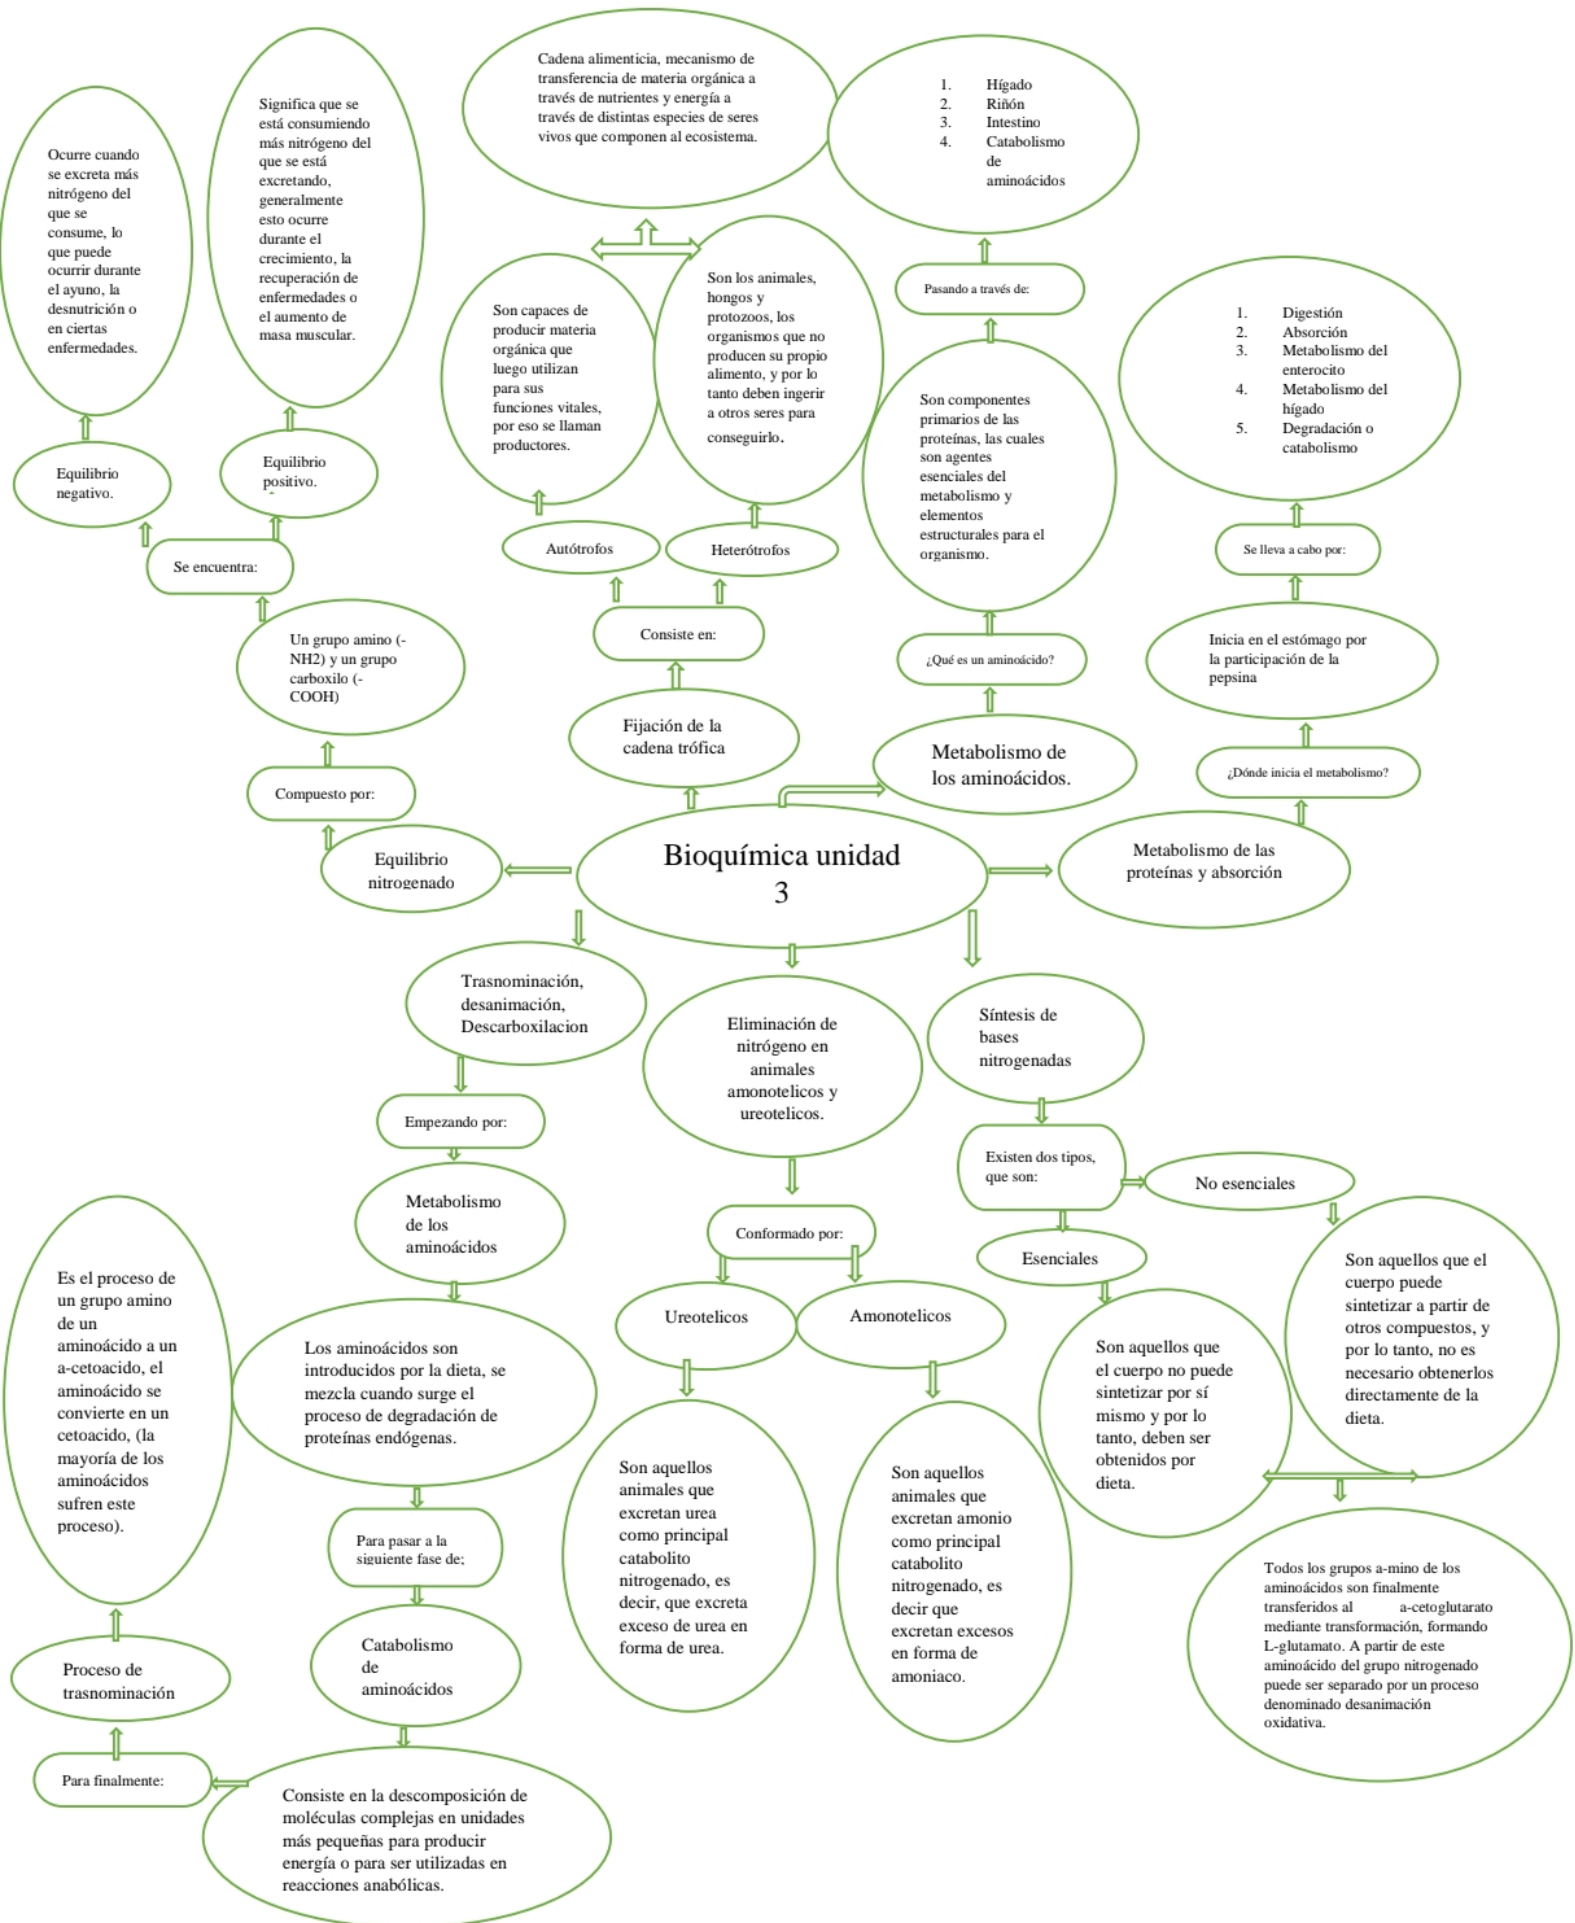 Cadena alimenticia, mecanismo de
transferencia de materia orgánica a
través de nutrientes y energía a
través de distintas especies de seres
vivos que componen al ecosistema.
1. Hígado
2. Riñón
3. Intestino
4. Catabolismo
de
aminoácidos
Significa que se
está consumiendo
más nitrógeno del
que se está
excretando,
generalmente
esto ocurre
durante el
crecimiento, la
recuperación de
enfermedades o
el aumento de
masa muscular.
Ocurre cuando
se excreta más
nitrógeno del
que se
consume, lo
que puede
ocurrir durante
el ayuno, la
desnutrición o
en ciertas
enfermedades.
Son capaces de
producir materia
orgánica que
luego utilizan
para sus
funciones vitales,
por eso se llaman
productores.
Son los animales,
hongos y
protozoos, los
organismos que no
producen su propio
alimento, y por lo
tanto deben ingerir
a otros seres para
conseguirlo.
Pasando a través de:
1. Digestión
2. Absorción
3. Metabolismo del
enterocito
4. Metabolismo del
hígado
5. Degradación o
catabolismo
Son componentes
primarios de las
proteínas, las cuales
son agentes
esenciales del
metabolismo y
elementos
estructurales para el
organismo.
Equilibrio
negativo.
Equilibrio
positivo.
Se encuentra:
Autótrofos
Heterótrofos
Se lleva a cabo por:
Un grupo amino (-
NH2) y un grupo
carboxilo (-
COOH)
Consiste en:
¿Qué es un aminoácido?
Inicia en el estómago por
la participación de la
pepsina
Fijación de la
cadena trófica
Metabolismo de
los aminoácidos.
¿Dónde inicia el metabolismo?
Compuesto por:
Equilibrio
nitrogenado
Bioquímica unidad
3
Metabolismo de las
proteínas y absorción
Trasnominación,
desanimación,
Descarboxilacion
Eliminación de
nitrógeno en
animales
amonotelicos y
ureotelicos.
Síntesis de
bases
nitrogenadas
Empezando por:
Existen dos tipos,
que son:
No esenciales
Metabolismo
de los
aminoácidos
Conformado por:
Esenciales
Es el proceso de
un grupo amino
de un
aminoácido a un
a-cetoacido, el
aminoácido se
convierte en un
cetoacido, (la
mayoría de los
aminoácidos
sufren este
proceso).
Los aminoácidos son
introducidos por la dieta, se
mezcla cuando surge el
proceso de degradación de
proteínas endógenas.
Ureotelicos
Amonotelicos
Son aquellos que
el cuerpo no puede
sintetizar por sí
mismo y por lo
tanto, deben ser
obtenidos por
dieta.
Son aquellos que el
cuerpo puede
sintetizar a partir de
otros compuestos, y
por lo tanto, no es
necesario obtenerlos
directamente de la
dieta.
Para pasar a la
siguiente fase de;
Son aquellos
animales que
excretan urea
como principal
catabolito
nitrogenado, es
decir, que excreta
exceso de urea en
forma de urea.
Son aquellos
animales que
excretan amonio
como principal
catabolito
nitrogenado, es
decir que
excretan excesos
en forma de
amoniaco.
Todos los grupos a-mino de los
aminoácidos son finalmente
transferidos al a-cetoglutarato
mediante transformación, formando
L-glutamato. A partir de este
aminoácido del grupo nitrogenado
puede ser separado por un proceso
denominado desanimación
oxidativa.
Catabolismo
de
aminoácidos
Proceso de
trasnominación
Para finalmente:
Consiste en la descomposición de
moléculas complejas en unidades
más pequeñas para producir
energía o para ser utilizadas en
reacciones anabólicas.